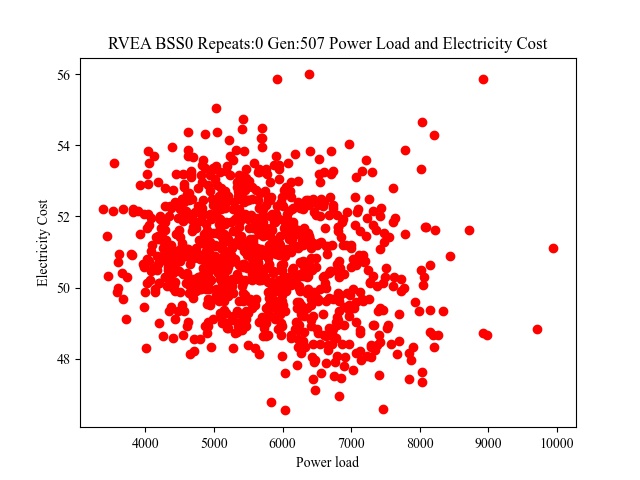 RVEA BSS0 Repeats:0 Gen:507 Power Load and Electricity Cost
56
54
52
50
48
Electricity Cost
4000 5000 6000 7000 8000 9000 10000
Power load